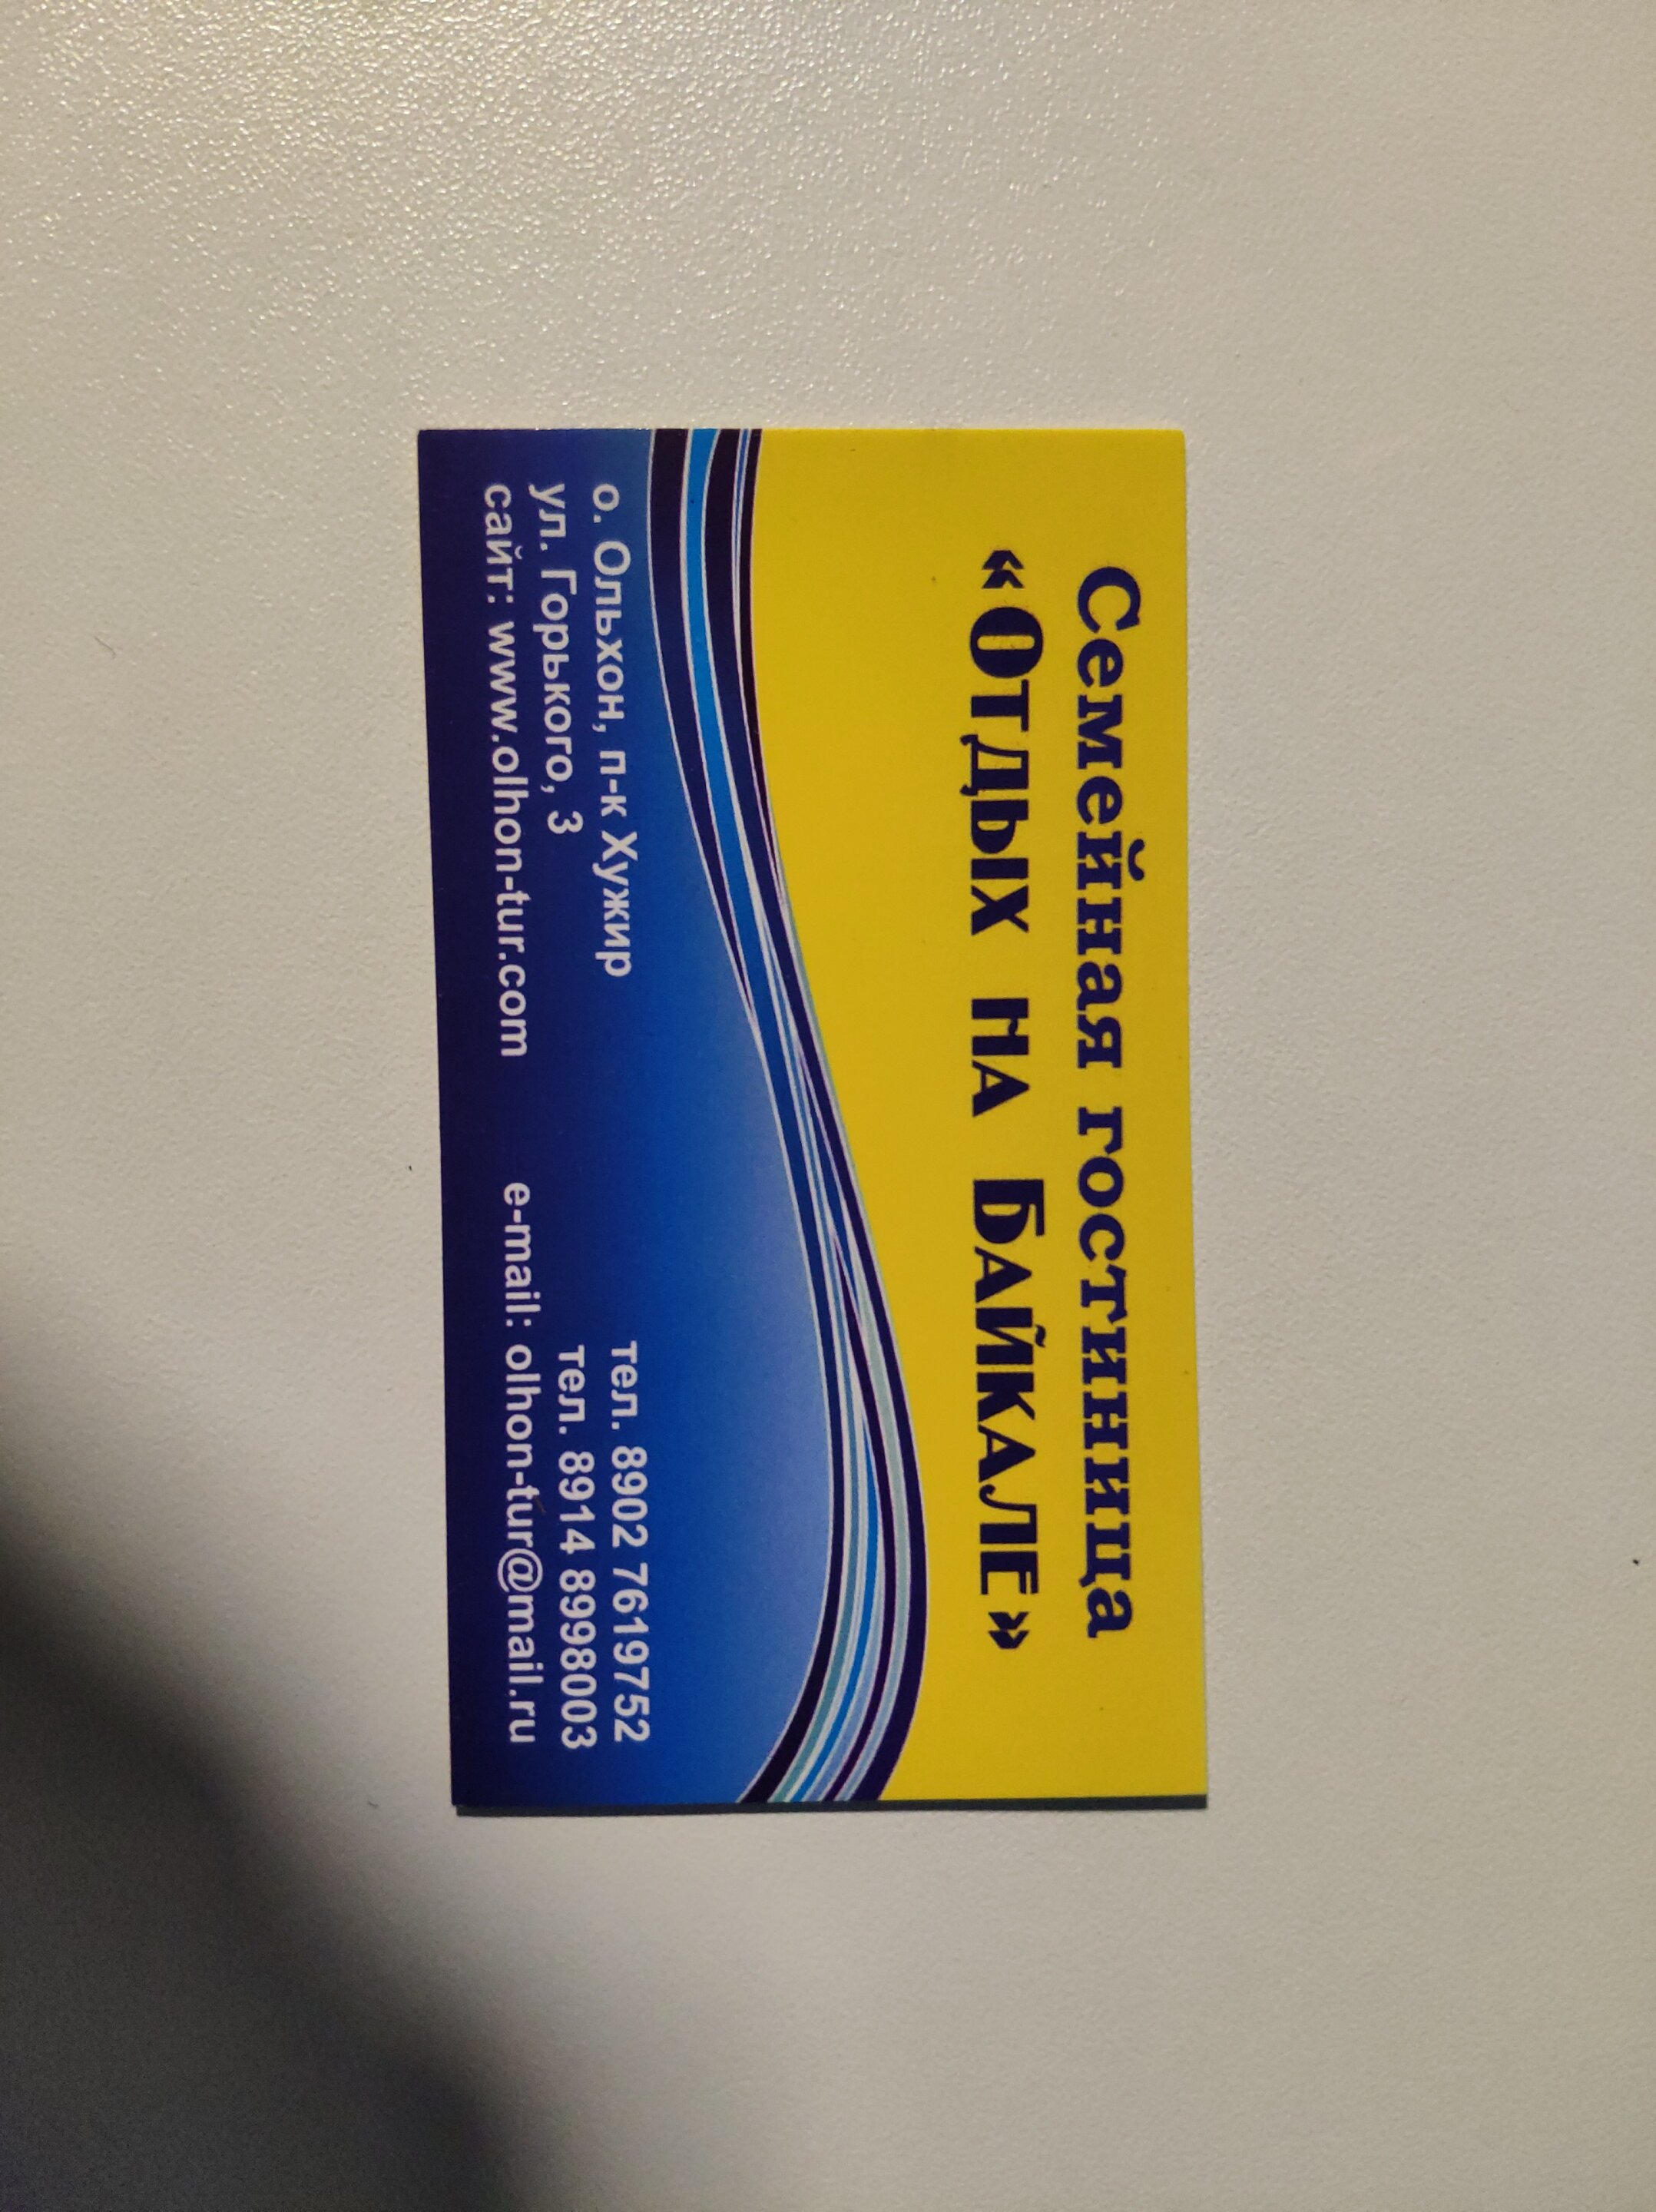 Семейная гостиница
«Отдых на Байкале»
о. Ольхон, п-к Хужир
ул. Горького, 3
сайт: www.olhon-tur.com
тел. 8902 7619752
тел. 8914 8998003
e-mail: olhon-tur@mail.ru